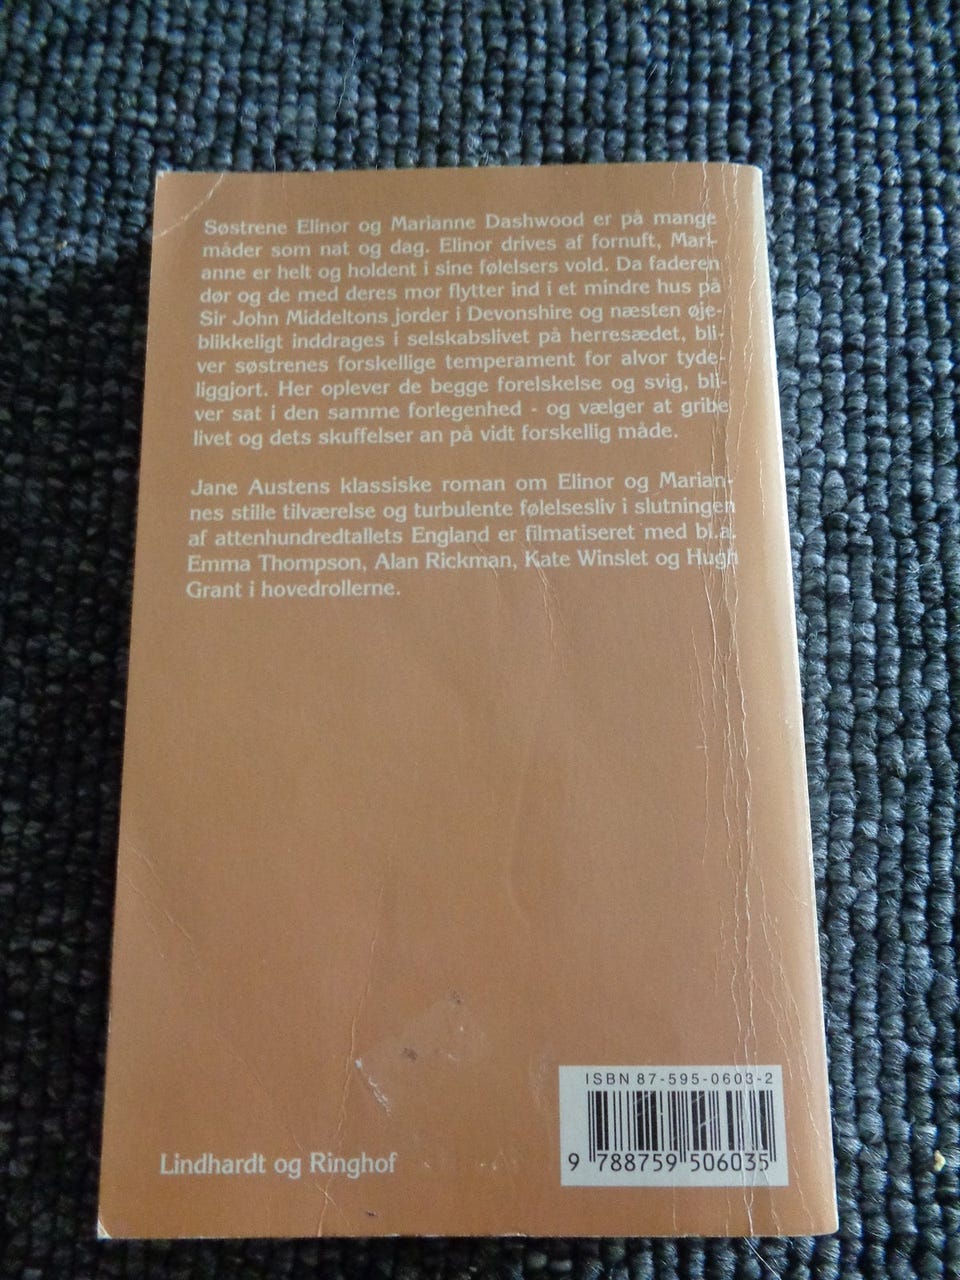 Søstrene Elinor og Marianne Dashwood er på mange
måder som nat og dag. Elinor drives af fornuft, Mari-
anne er helt og holdent i sine følelsers vold. Da faderen
dør og de med deres mor flytter ind i et mindre hus på
Sir John Middeltons jorder i Devonshire og næsten øje-
blikkeligt inddrages i selskabslivet på herresædet, bli-
ver søstrenes forskellige temperament for alvor tyde-
liggjort. Her oplever de begge forelskelse og svig, bli-
ver sat i den samme forlegenhed - og vælger at gribe
livet og dets skuffelser an på vidt forskellig måde.
Jane Austens klassiske roman om Elinor og Marian-
nes stille tilværelse og turbulente følelsesliv i slutningen
af attenhundredtallets England er filmatiseret med bl.a.
Emma Thompson, Alan Rickman, Kate Winslet og Hugh
Grant i hovedrollerne.
ISBN 87-595-0603-2
9 788759 506035
Lindhardt og Ringhof